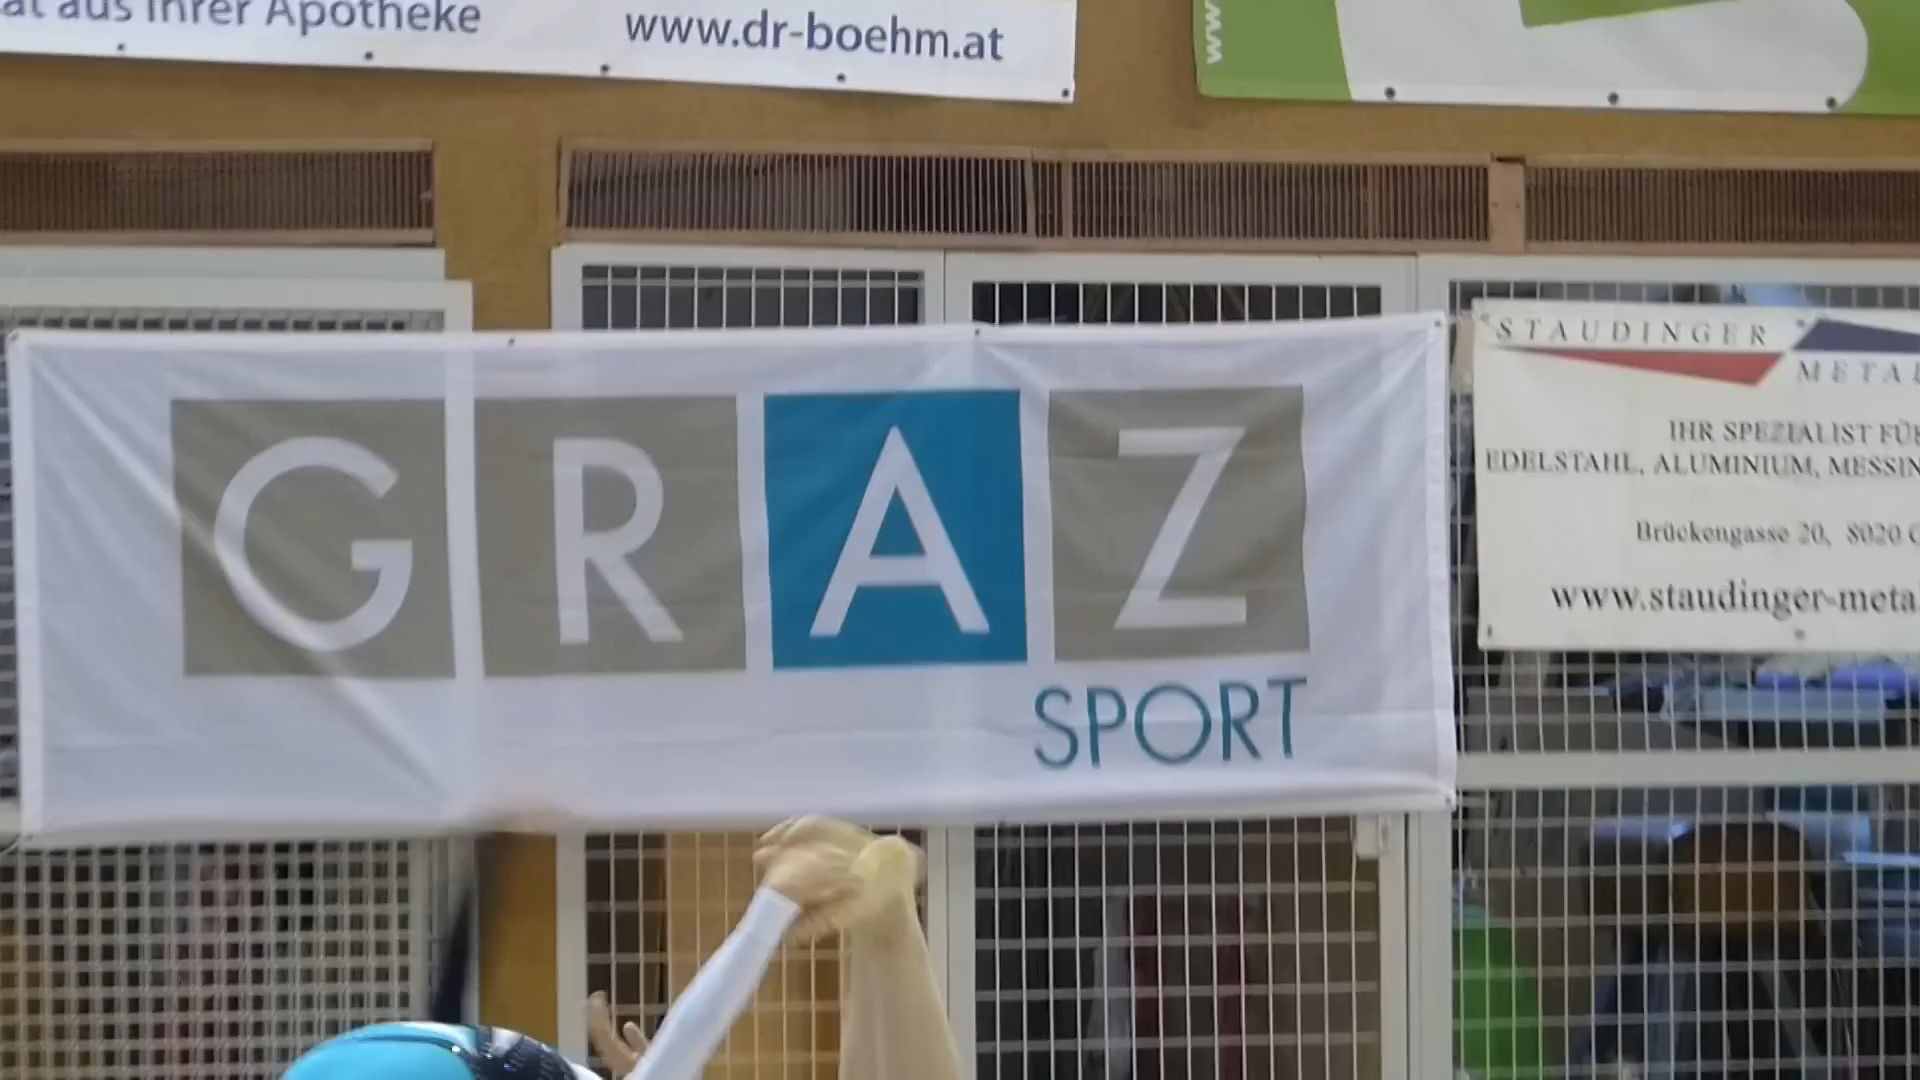 aus Ihrer Apotheke
www.dr-boehm.at
www
GRAZ
SPORT
STAUDINGER
METAL
IHR SPEZIALIST FÜR
EDELSTAHL, ALUMINIUM, MESSIN
Brückengasse 20, 8020 G
www.staudinger-meta